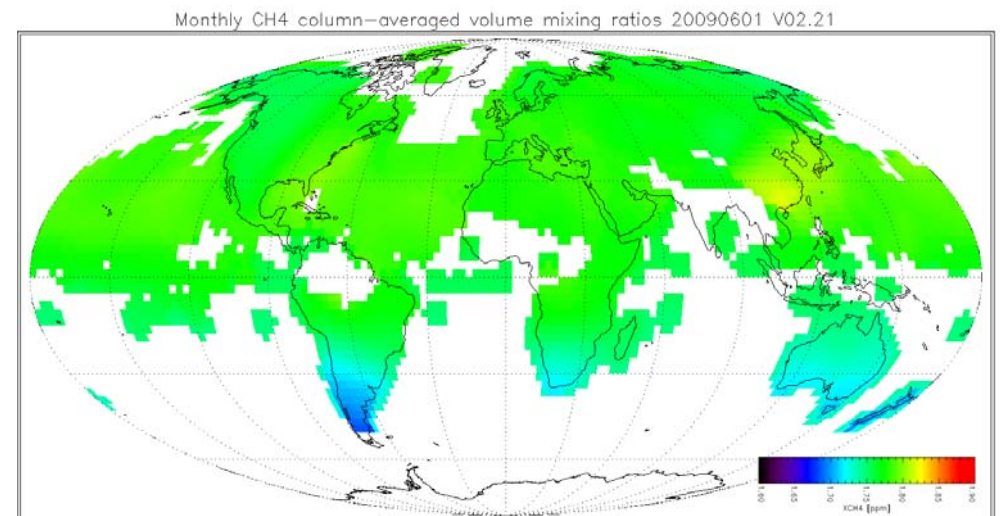 Monthly CH4 column-averaged volume mixing ratios 20090601 V02.21
1.60 1.65 1.70 1.75 1.80 1.85 1.90
XCH4 [ppm]